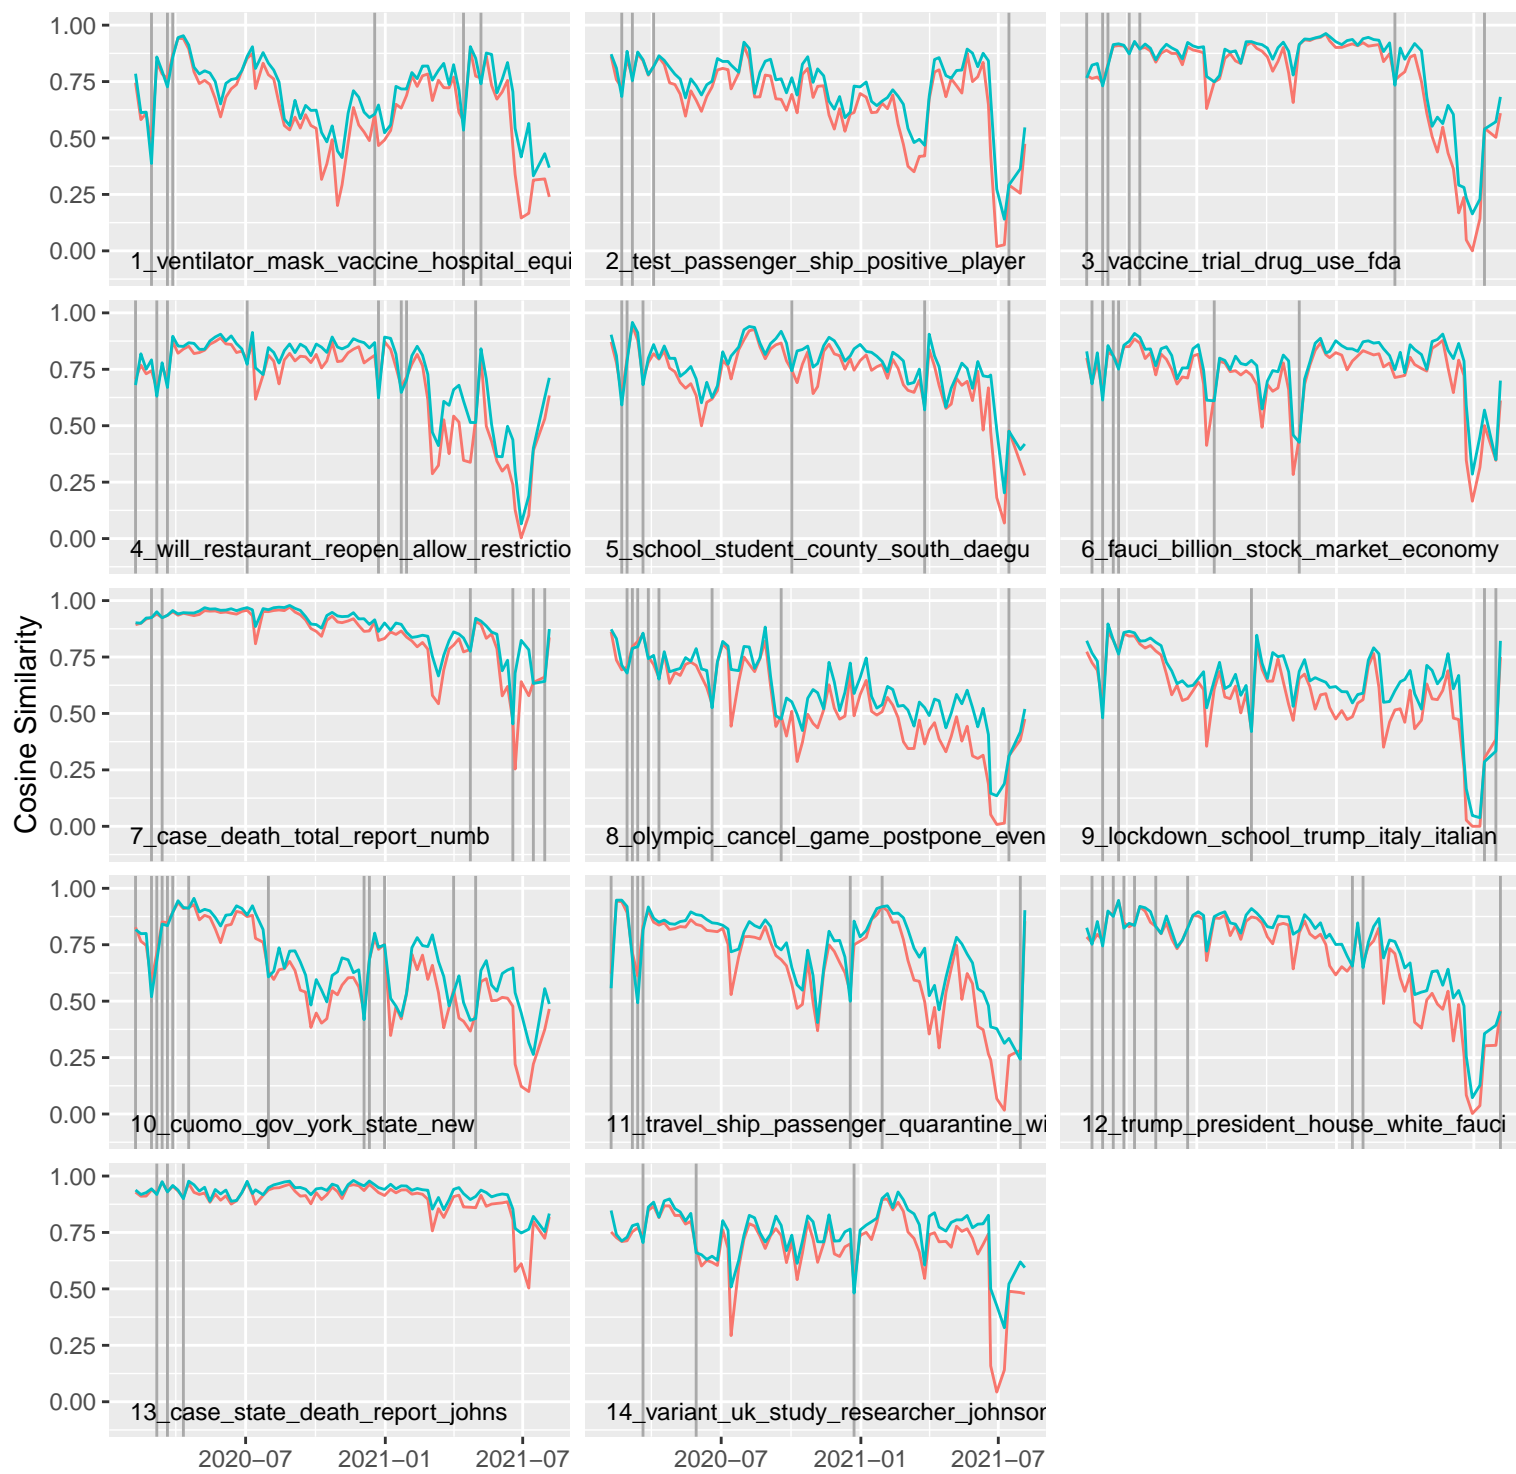 1.00
0.75
0.50
0.25
0.00
1_ventilator_mask_vaccine_hospital_equi
2_test_passenger_ship_positive_player
3_vaccine_trial_drug_use_fda
1.00
0.75
0.50
0.25
0.00
4_will_restaurant_reopen_allow_restrictio
5_school_student_county_south_daegu
6_fauci_billion_stock_market_economy
Cosine Similarity
1.00
0.75
0.50
0.25
0.00
7_case_death_total_report_numb
8_olympic_cancel_game_postpone_even
9_lockdown_school_trump_italy_italian
1.00
0.75
0.50
0.25
0.00
10_cuomo_gov_york_state_new
11_travel_ship_passenger_quarantine_wi
12_trump_president_house_white_fauci
1.00
0.75
0.50
0.25
0.00
13_case_state_death_report_johns
14_variant_uk_study_researcher_johnson
2020−07 2021−01 2021−07
2020−07 2021−01 2021−07